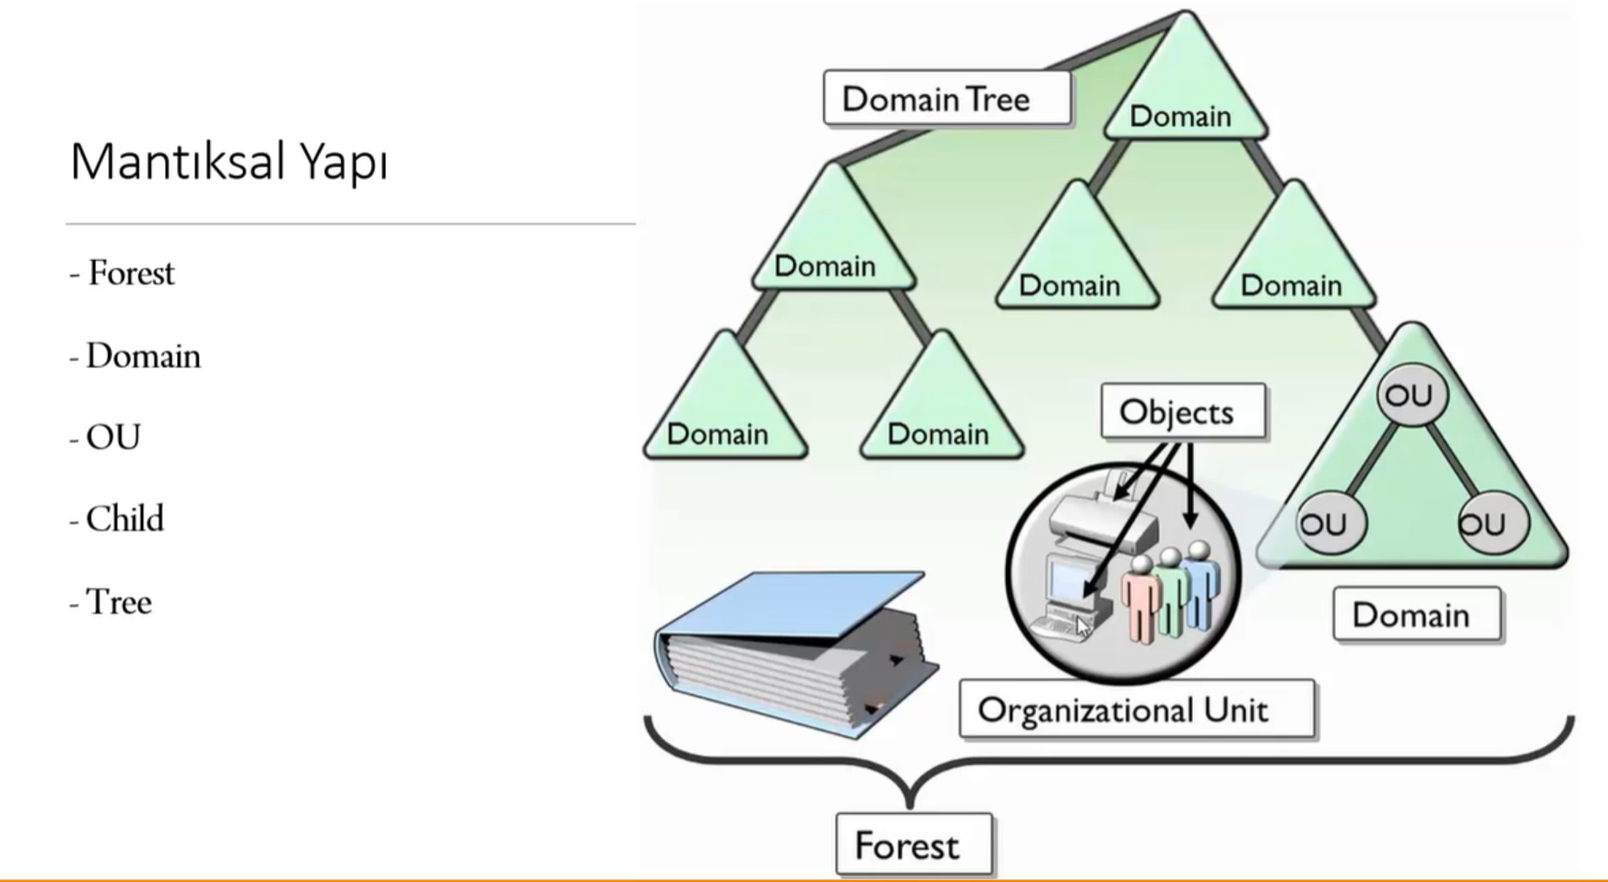 Mantıksal Yapı
- Forest
- Domain
- OU
- Child
- Tree
Domain Tree
Domain
Domain
Domain
Domain
Domain
Domain
Objects
OU
OU
OU
Domain
Organizational Unit
Forest